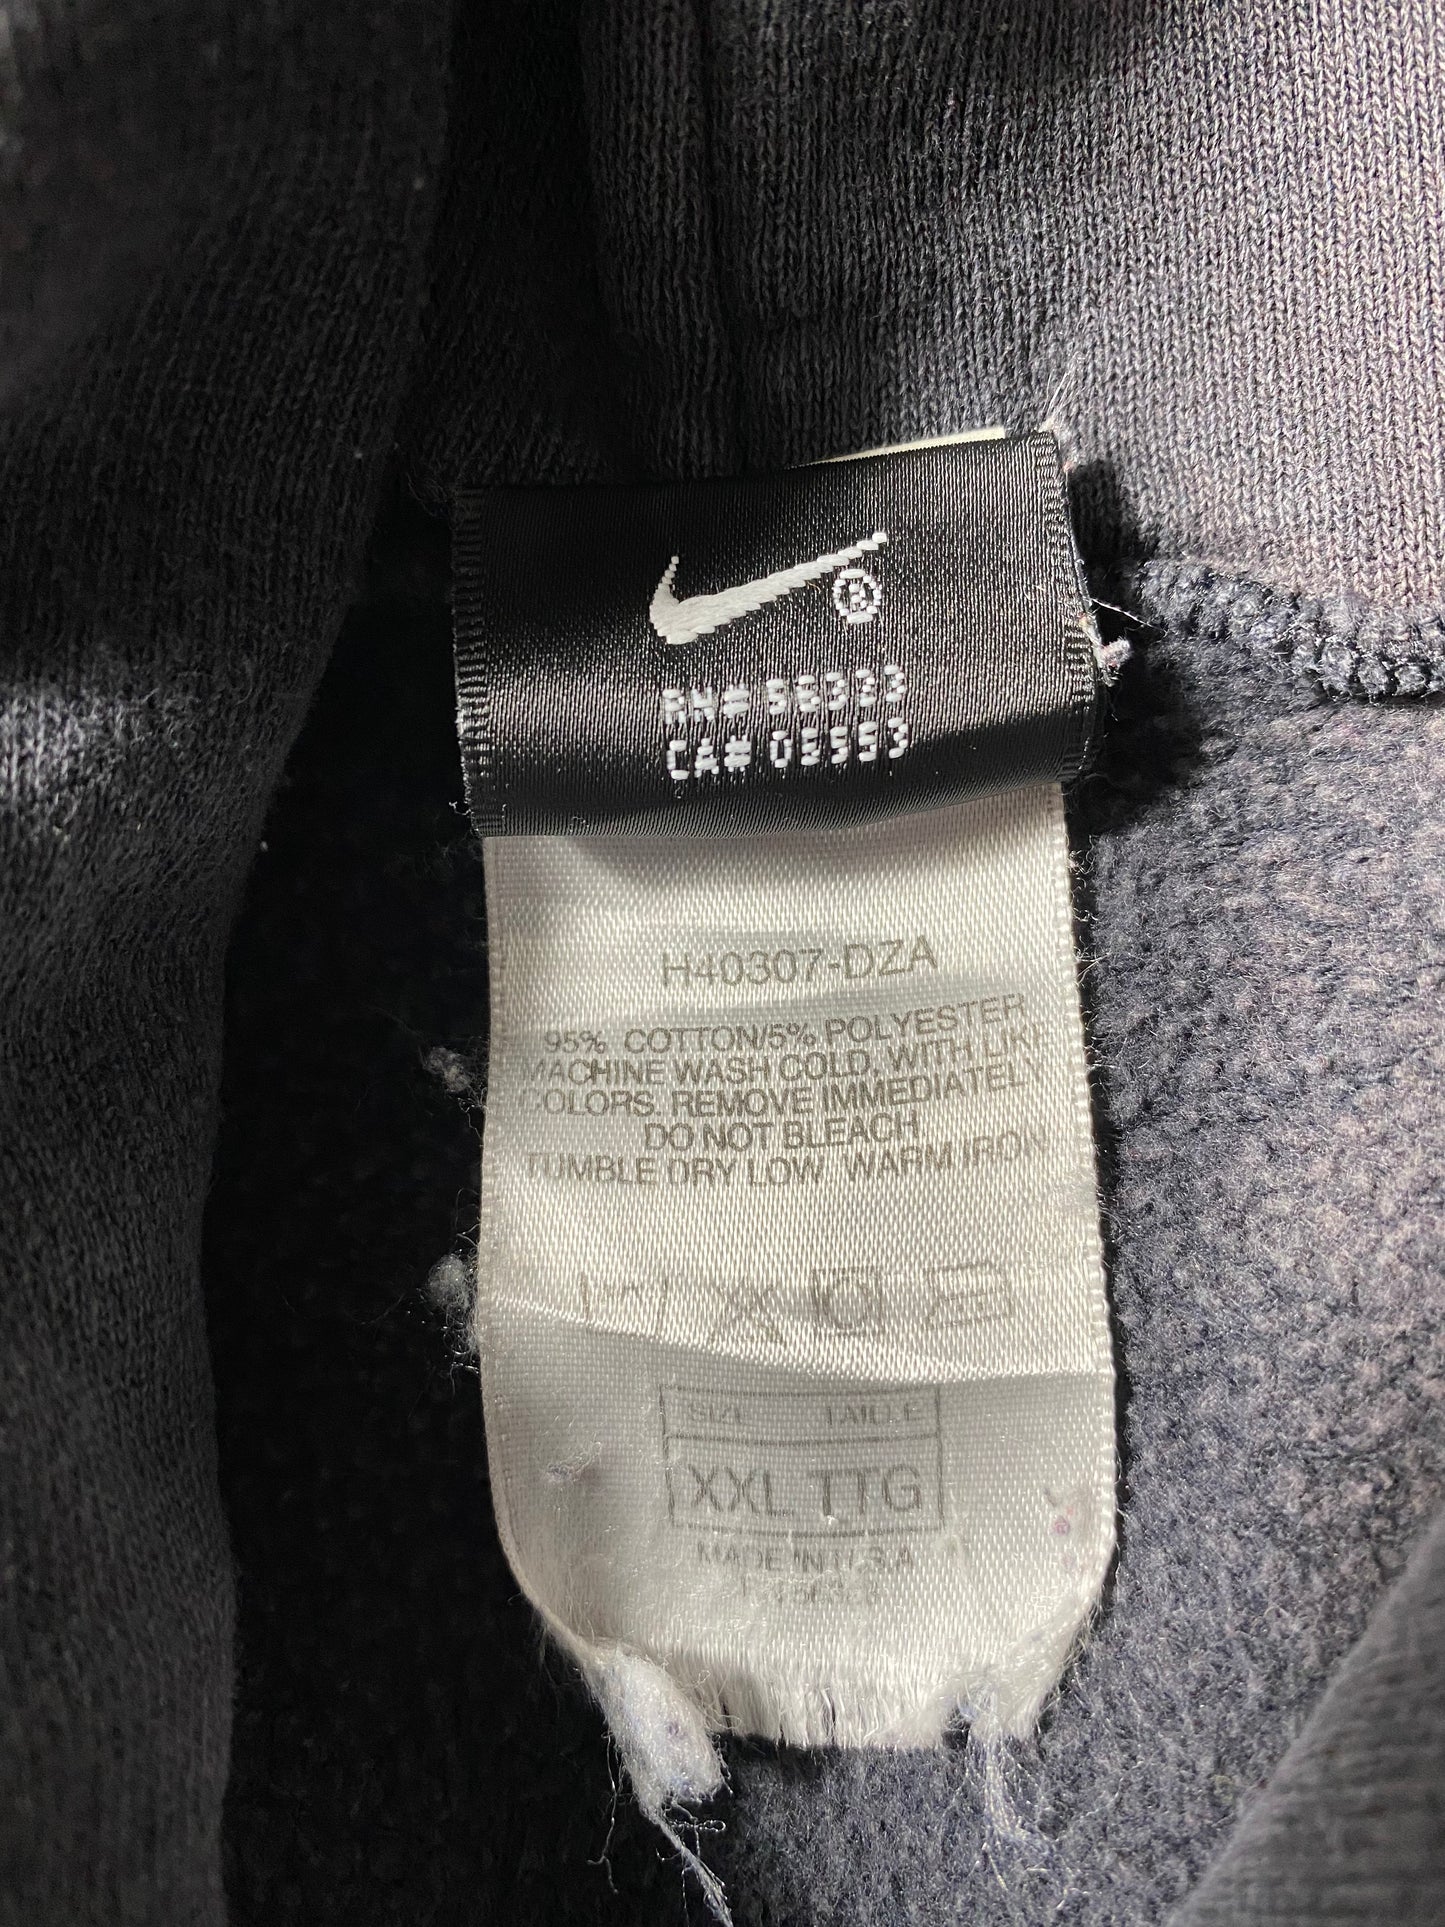 ®
RN# 56323
CA# 05553
H40307-DZA
95% COTTON/5% POLYESTER
MACHINE WASH COLD, WITH LIKE
COLORS. REMOVE IMMEDIATELY
DO NOT BLEACH
TUMBLE DRY LOW, WARM IRON
SIZE TAILLE
XXL TTG
MADE IN U.S.A